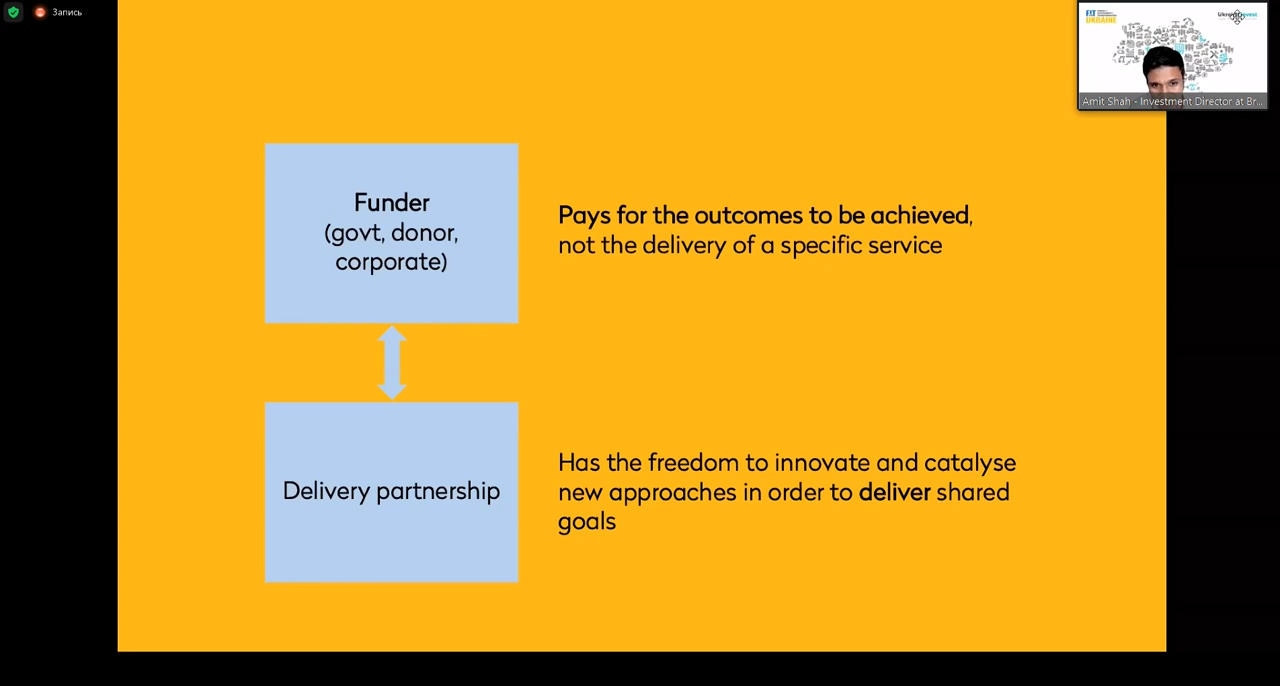 Запись
UKRAINE
Amit Shah - Investment Director at Br...
Funder
(govt, donor,
corporate)
Pays for the outcomes to be achieved,
not the delivery of a specific service
Delivery partnership
Has the freedom to innovate and catalyse
new approaches in order to deliver shared
goals